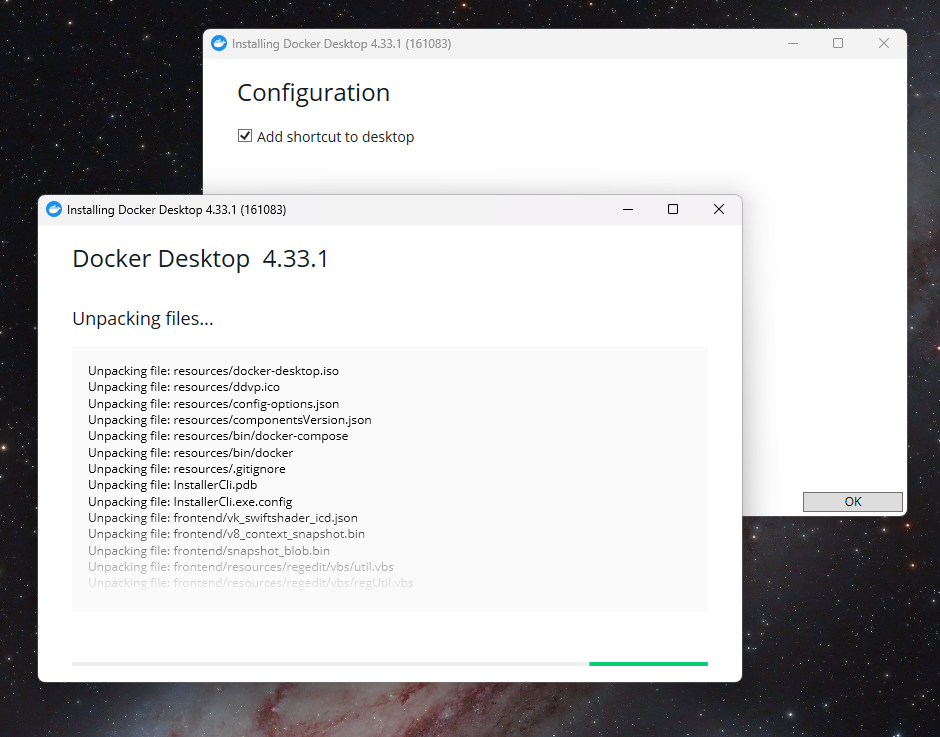 Installing Docker Desktop 4.33.1 (161083)
Configuration
Add shortcut to desktop
OK
Installing Docker Desktop 4.33.1 (161083)
Docker Desktop 4.33.1
Unpacking files...
Unpacking file: resources/docker-desktop.iso
Unpacking file: resources/ddvp.ico
Unpacking file: resources/config-options.json
Unpacking file: resources/componentsVersion.json
Unpacking file: resources/bin/docker-compose
Unpacking file: resources/bin/docker
Unpacking file: resources/.gitignore
Unpacking file: InstallerCli.pdb
Unpacking file: InstallerCli.exe.config
Unpacking file: frontend/vk_swiftshader_icd.json
Unpacking file: frontend/v8_context_snapshot.bin
Unpacking file: frontend/snapshot_blob.bin
Unpacking file: frontend/resources/regedit/vbs/util.vbs
Unpacking file: frontend/resources/regedit/vbs/regUtil.vbs